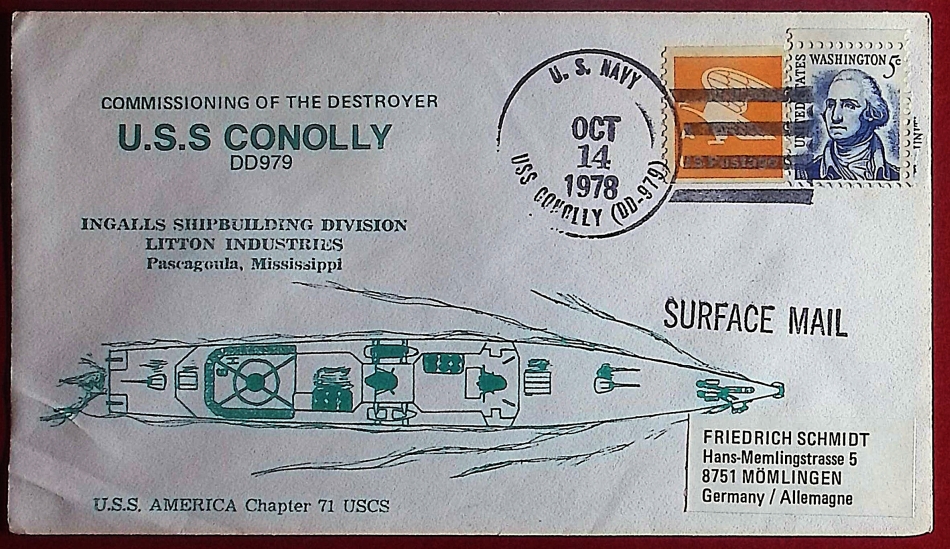 COMMISSIONING OF THE DESTROYER
U.S.S CONOLLY
DD979
INGALLS SHIPBUILDING DIVISION
LITTON INDUSTRIES
Pascagoula, Mississippi
U. S. NAVY
OCT
14
1978
USS CONOLLY (DD-979)
US Postage
UNITED STATES
WASHINGTON 5c
UNIT
SURFACE MAIL
FRIEDRICH SCHMIDT
Hans-Memlingstrasse 5
8751 MÖMLINGEN
Germany / Allemagne
U.S.S. AMERICA Chapter 71 USCS